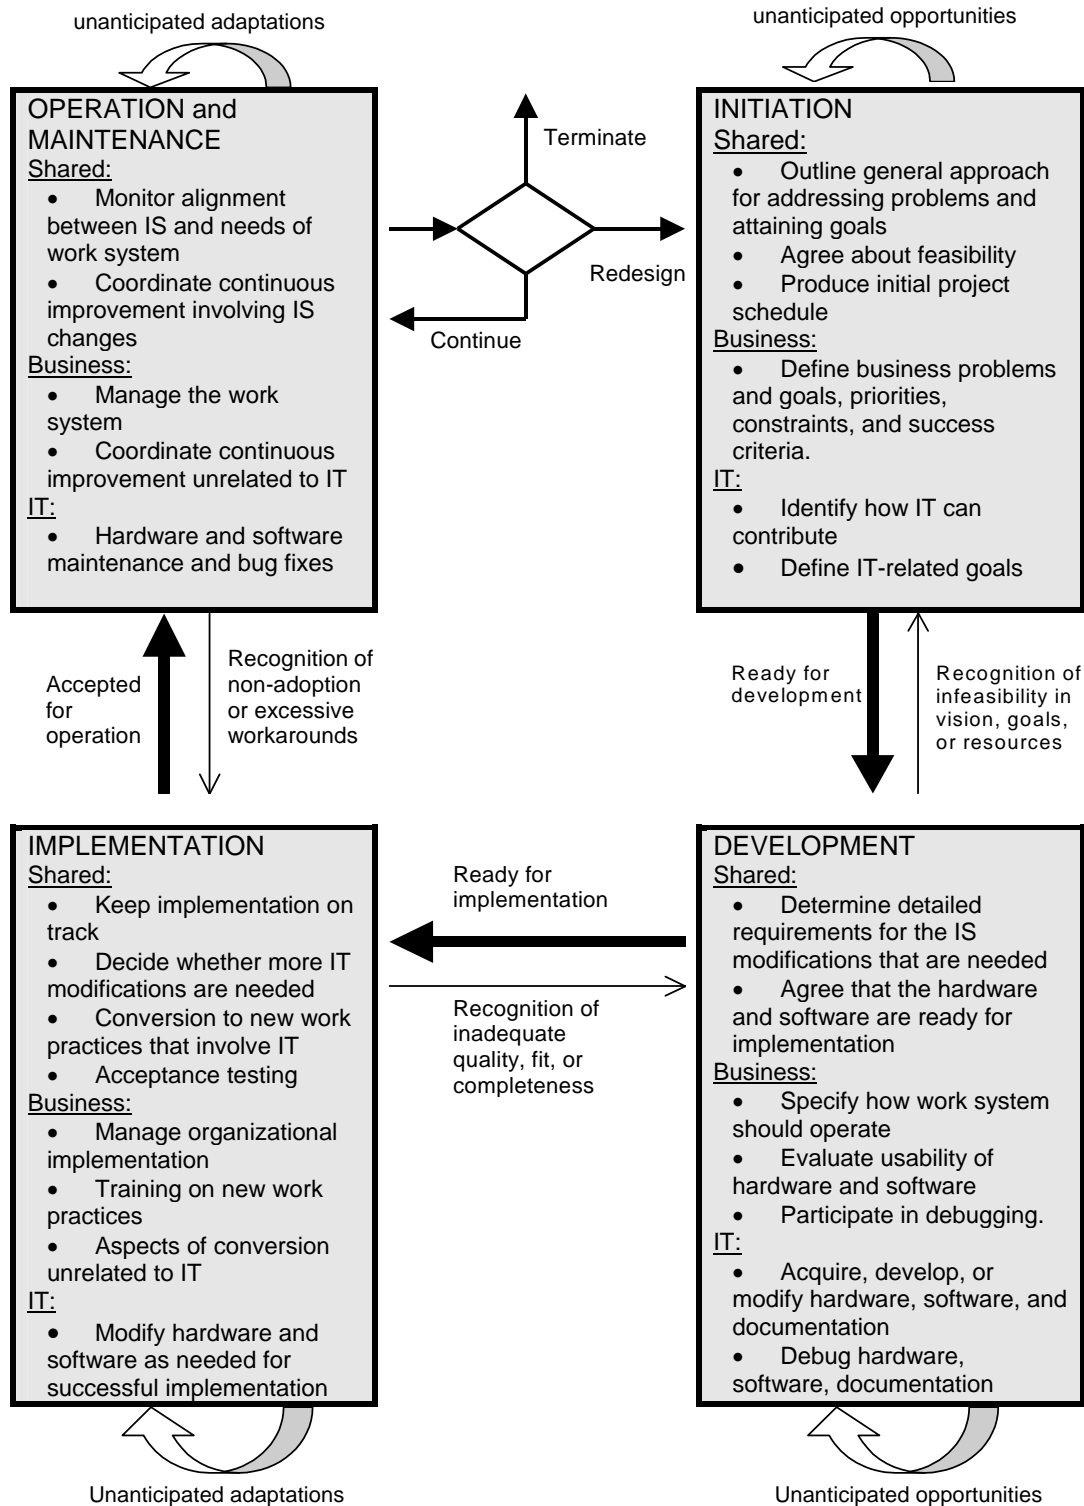 unanticipated adaptations
unanticipated opportunities
OPERATION and
MAINTENANCE
Shared:
• Monitor alignment
between IS and needs of
work system
• Coordinate continuous
improvement involving IS
changes
Business:
• Manage the work
system
• Coordinate continuous
improvement unrelated to IT
IT:
• Hardware and software
maintenance and bug fixes
Terminate
Redesign
Continue
INITIATION
Shared:
• Outline general approach
for addressing problems and
attaining goals
• Agree about feasibility
• Produce initial project
schedule
Business:
• Define business problems
and goals, priorities,
constraints, and success
criteria.
IT:
• Identify how IT can
contribute
• Define IT-related goals
Accepted
for
operation
Recognition of
non-adoption
or excessive
workarounds
Ready for
development
Recognition of
infeasibility in
vision, goals,
or resources
IMPLEMENTATION
Shared:
• Keep implementation on
track
• Decide whether more IT
modifications are needed
• Conversion to new work
practices that involve IT
• Acceptance testing
Business:
• Manage organizational
implementation
• Training on new work
practices
• Aspects of conversion
unrelated to IT
IT:
• Modify hardware and
software as needed for
successful implementation
Ready for
implementation
Recognition of
inadequate
quality, fit, or
completeness
DEVELOPMENT
Shared:
• Determine detailed
requirements for the IS
modifications that are needed
• Agree that the hardware
and software are ready for
implementation
Business:
• Specify how work system
should operate
• Evaluate usability of
hardware and software
• Participate in debugging.
IT:
• Acquire, develop, or
modify hardware, software, and
documentation
• Debug hardware,
software, documentation
Unanticipated adaptations
Unanticipated opportunities